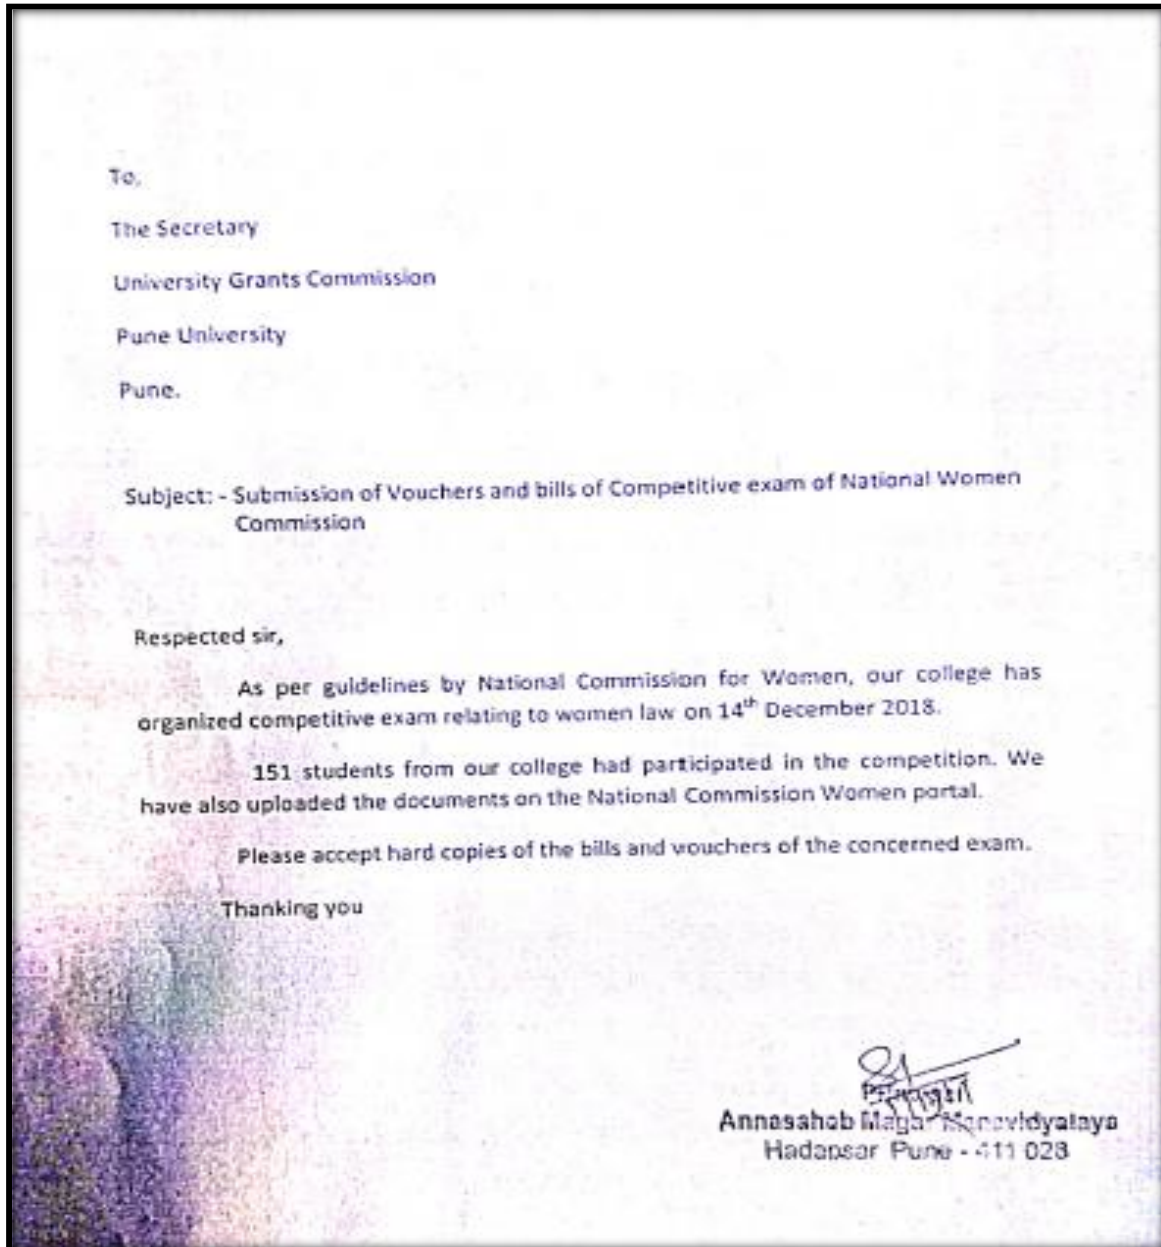 To,
The Secretary
University Grants Commission
Pune University
Pune.
Subject: - Submission of Vouchers and bills of Competitive exam of National Women
Commission
Respected sir,
As per guidelines by National Commission for Women, our college has
organized competitive exam relating to women law on 14th December 2018.
151 students from our college had participated in the competition. We
have also uploaded the documents on the National Commission Women portal.
Please accept hard copies of the bills and vouchers of the concerned exam.
Thanking you
Annasaheb Magar Mahavidyalaya
Hadapsar Pune - 411 028